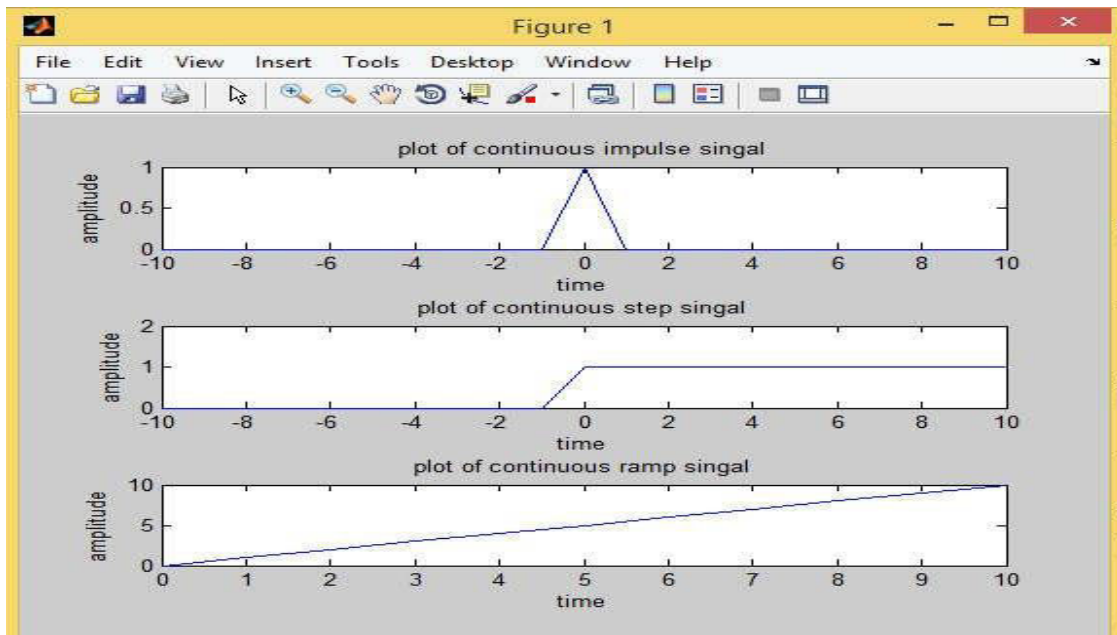 Figure 1
File Edit View Insert Tools Desktop Window Help
plot of continuous impulse singal
amplitude
1
0.5
0
-10 -8 -6 -4 -2 0 2 4 6 8 10
time
plot of continuous step singal
amplitude
2
1
0
-10 -8 -6 -4 -2 0 2 4 6 8 10
time
plot of continuous ramp singal
amplitude
10
5
0
0 1 2 3 4 5 6 7 8 9 10
time